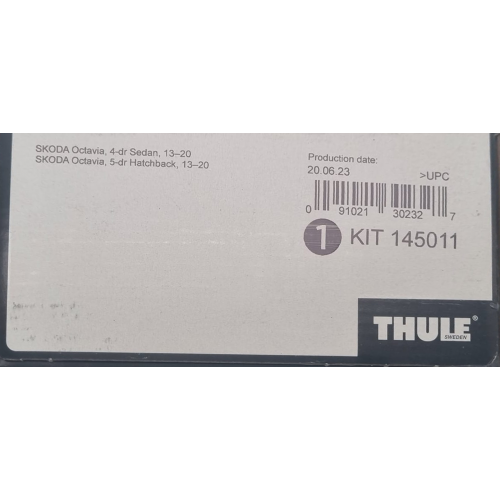 SKODA Octavia, 4-dr Sedan, 13–20
SKODA Octavia, 5-dr Hatchback, 13–20
Production date:
20.06.23 >UPC
0 91021 30232 7
1 KIT 145011
THULE®
SWEDEN